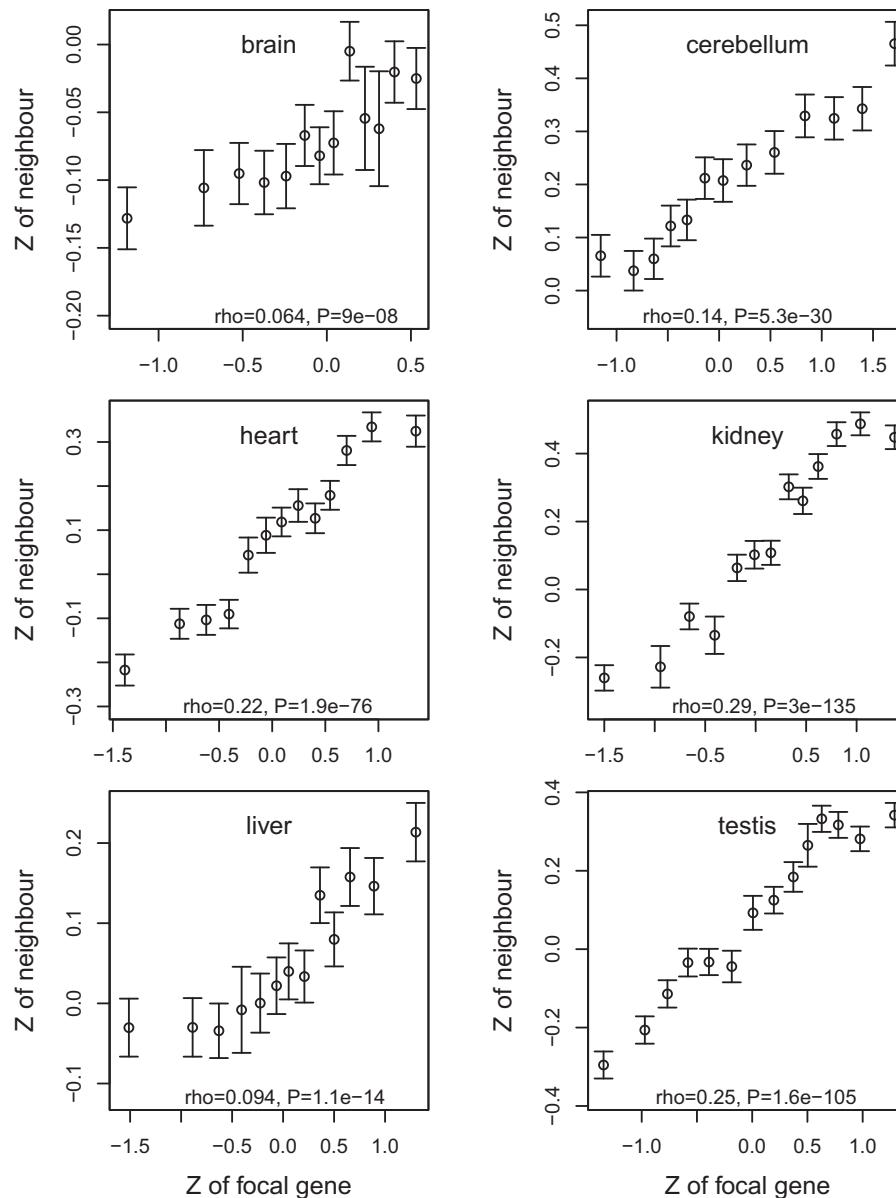 brain
Z of neighbour
0.00
−0.05
−0.10
−0.15
−0.20
rho=0.064, P=9e−08
−1.0
0.0
0.5
cerebellum
Z of neighbour
0.5
0.4
0.3
0.2
0.1
0.0
rho=0.14, P=5.3e−30
−1.0
0.0
0.5
1.0
1.5
heart
Z of neighbour
0.3
0.1
−0.1
−0.3
rho=0.22, P=1.9e−76
−1.5
−0.5
0.5
1.0
kidney
Z of neighbour
0.4
0.2
0.0
−0.2
rho=0.29, P=3e−135
−1.5
−0.5
0.5
1.0
liver
Z of neighbour
0.2
0.1
0.0
−0.1
rho=0.094, P=1.1e−14
−1.5
−0.5
0.0
0.5
1.0
Z of focal gene
testis
Z of neighbour
0.4
0.2
0.0
−0.2
−0.4
rho=0.25, P=1.6e−105
−1.0
0.0
0.5
1.0
Z of focal gene